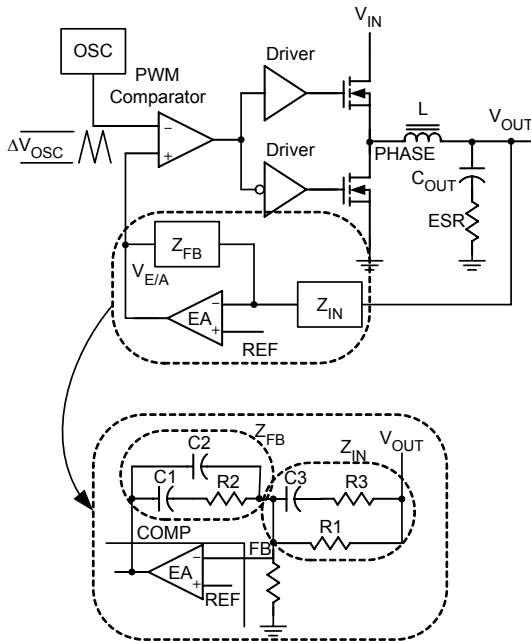 V_IN
OSC
Driver
PWM
Comparator
L
V_OUT
ΔV_OSC
−
+
PHASE
Driver
C_OUT
ESR
Z_FB
V_E/A
EA
−
+
Z_IN
REF
Z_FB
C2
Z_IN
V_OUT
C1
R2
C3
R3
R1
COMP
FB
EA
−
+
REF